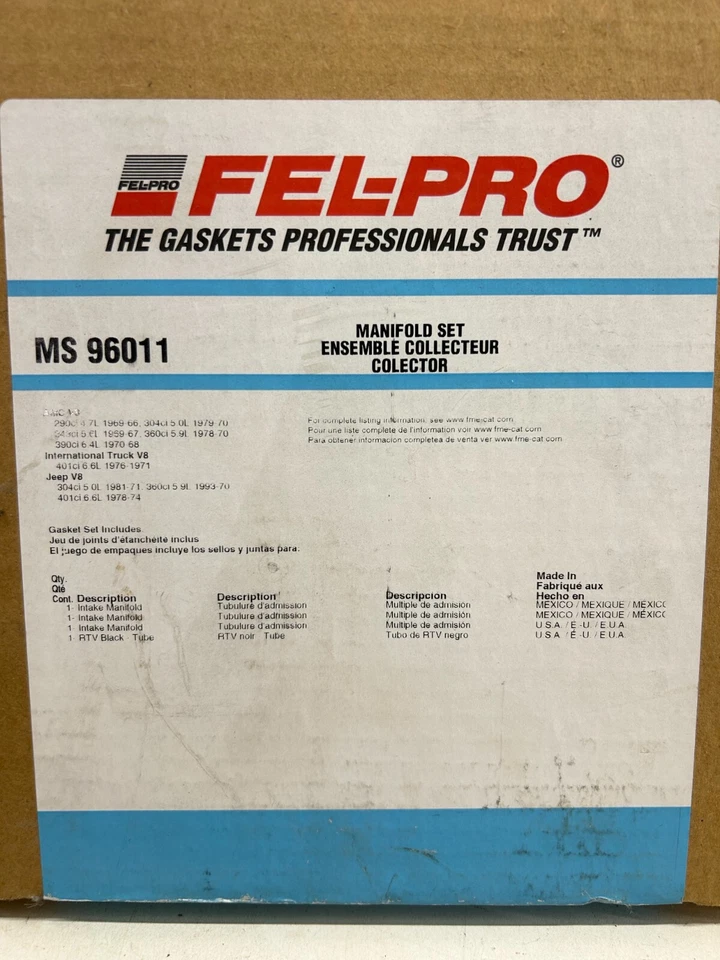 FEL-PRO
FEL-PRO®
THE GASKETS PROFESSIONALS TRUST™
MS 96011
MANIFOLD SET
ENSEMBLE COLLECTEUR
COLECTOR
4.7L 1969-66, 304ci 5.0L 1979-70
1959-67, 360ci 5.9L 1978-70
390ci 6.4L 1970-68
International Truck V8
401ci 6.6L 1976-1971
Jeep V8
304ci 5.0L 1981-71, 360ci 5.9L 1993-70
401ci 6.6L 1978-74
For complete listing information: see www.fme-cat.com
Pour une liste complete de l'information voir www.fme-cat.com
Para obtener informacion completea de venta ver www.fme-cat.com
Gasket Set Includes
Jeu de joints d'étanchéité inclus
El juego de empaques incluye los sellos y juntas para:
Qty.
Qté
Cont. Description Description Descripcion
Made In
Fabriqué aux
Hecho en
1- Intake Manifold Tubulure d'admission Multiple de admisión MEXICO / MEXIQUE / MÉXICO
1- Intake Manifold Tubulure d'admission Multiple de admisión MEXICO / MEXIQUE / MÉXICO
1- Intake Manifold Tubulure d'admission Multiple de admisión U.S.A. / É.-U. / E.U.A.
1 RTV Black - Tube RTV noir - Tube Tubo de RTV negro U.S.A. / É.-U. / E.U.A.